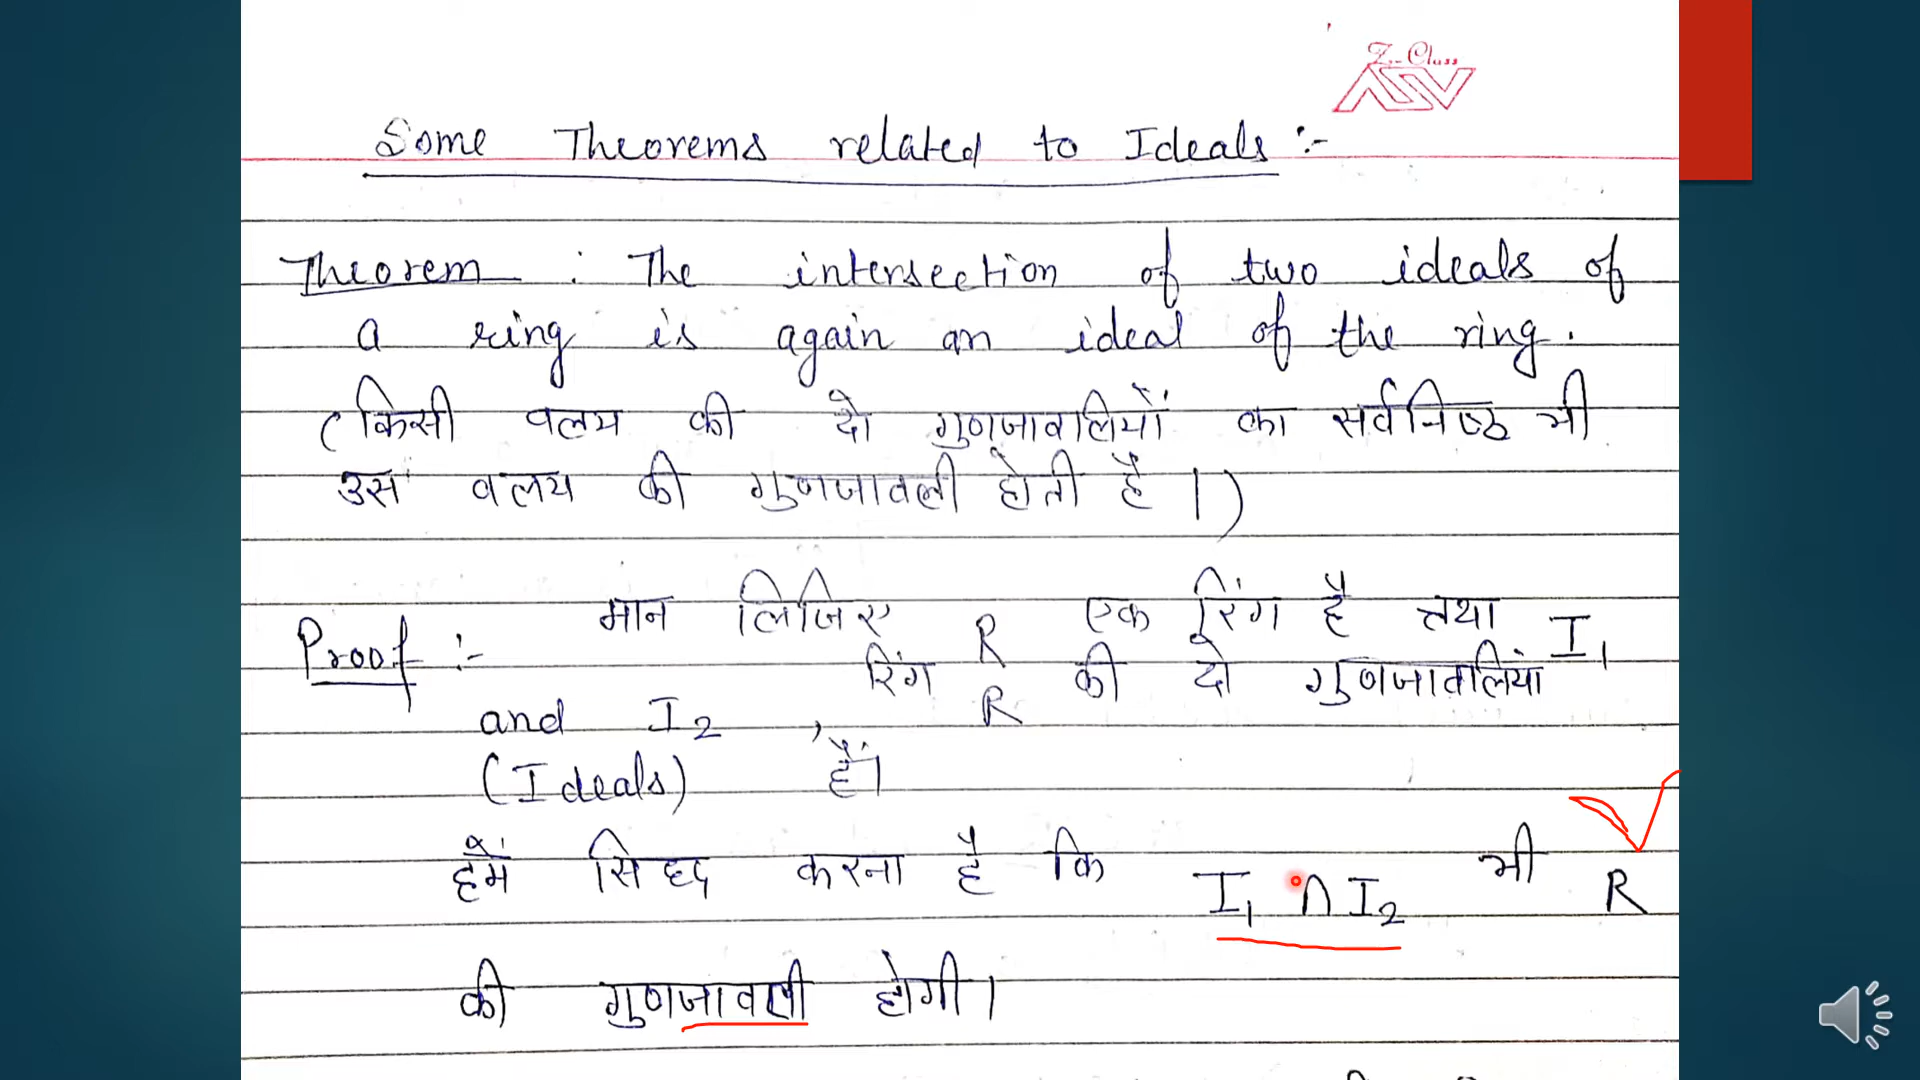 Z-Class
ASV
Some Theorems related to Ideals :-
Theorem : The intersection of two ideals of
a ring is again an ideal of the ring.
(किसी वलय की दो गुणजावलियों का सर्वनिष्ठ भी
उस वलय की गुणजावली होती है।)
Proof :- मान लिजिए R एक रिंग है तथा I₁
and I₂ , रिंग R की दो गुणजावलियां
(Ideals) हैं।
हमें सिध्द करना है कि I₁ ∩ I₂ भी R
की गुणजावली होगी।